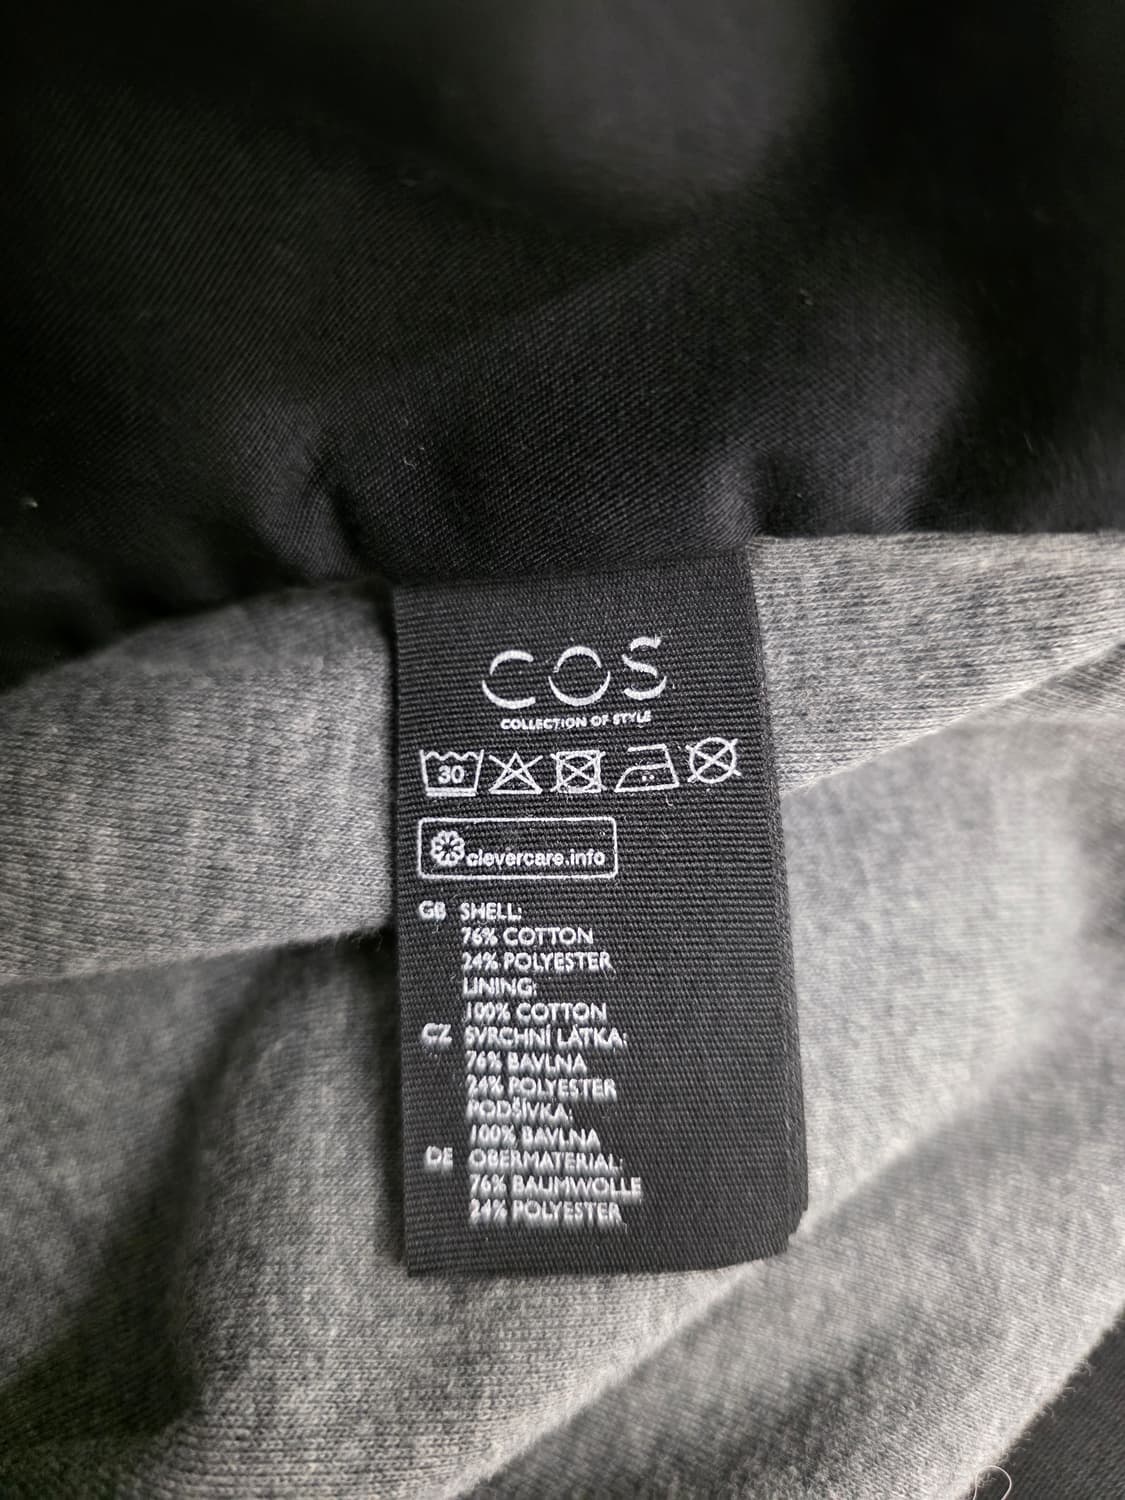 COS
COLLECTION OF STYLE
30
clevercare.info
GB SHELL:
76% COTTON
24% POLYESTER
LINING:
100% COTTON
CZ SVRCHNÍ LÁTKA:
76% BAVLNA
24% POLYESTER
PODŠÍVKA:
100% BAVLNA
DE OBERMATERIAL:
76% BAUMWOLLE
24% POLYESTER